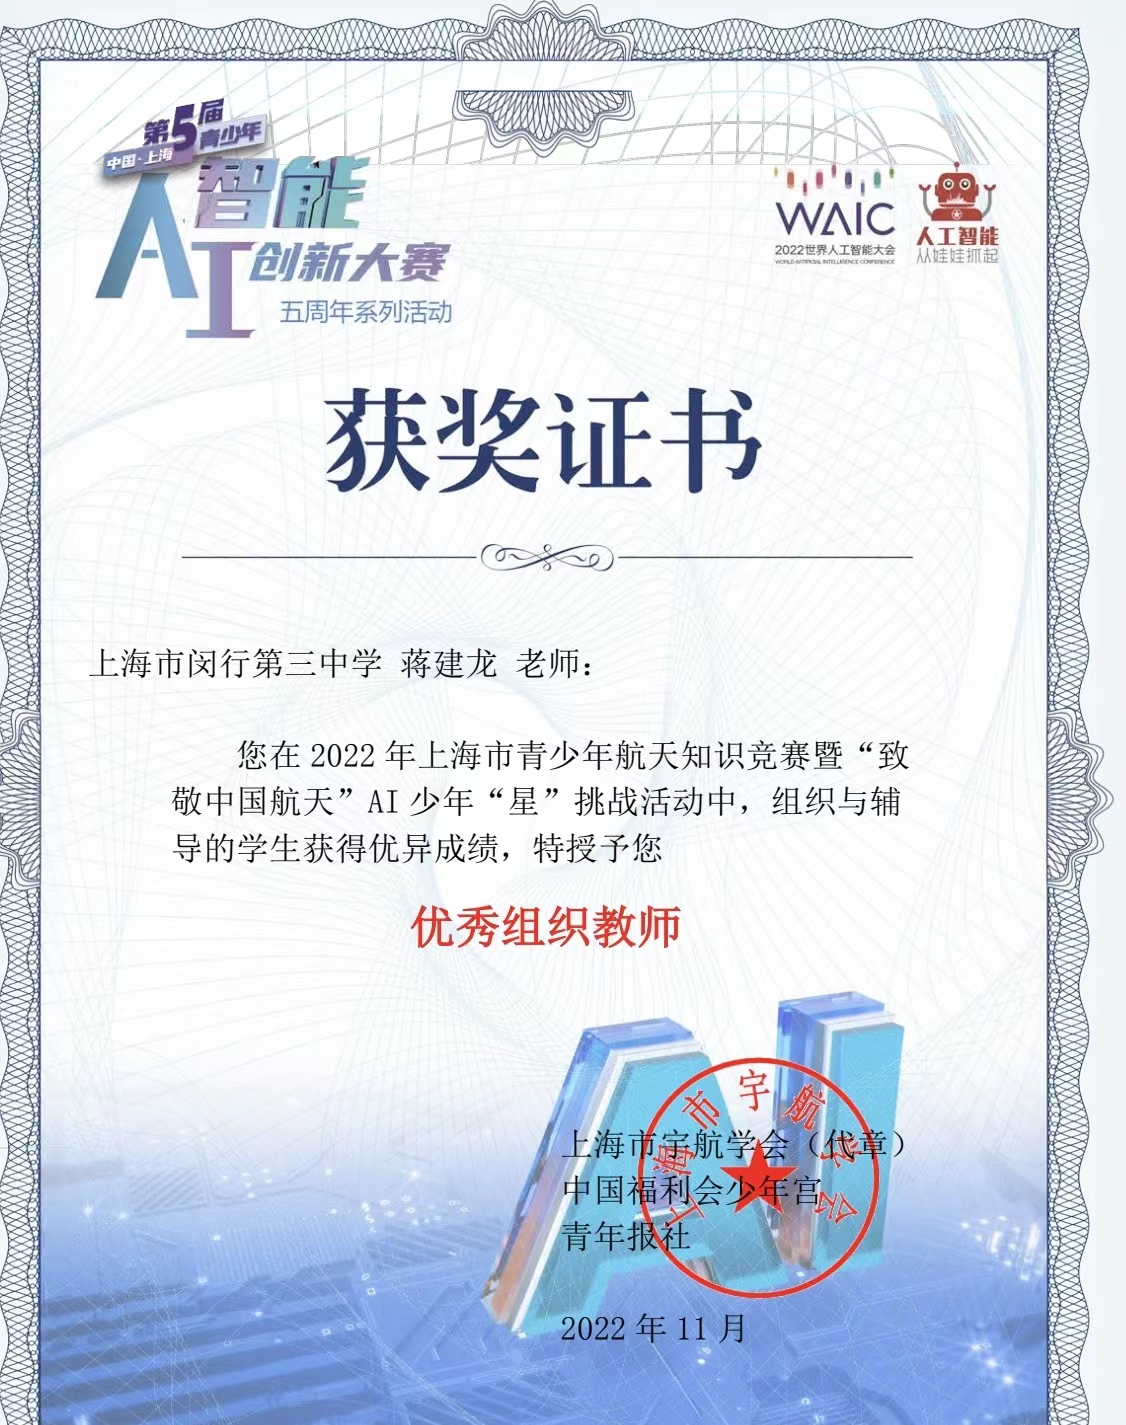 第5届
青少年
中国·上海
智能
AI创新大赛
五周年系列活动
WAIC
2022世界人工智能大会
WORLD ARTIFICIAL INTELLIGENCE CONFERENCE
人工智能
从娃娃抓起
获奖证书
上海市闵行第三中学 蒋建龙 老师：
您在 2022 年上海市青少年航天知识竞赛暨“致
敬中国航天”AI 少年“星”挑战活动中，组织与辅
导的学生获得优异成绩，特授予您
优秀组织教师
上海市宇航学会（代章）
中国福利会少年宫
青年报社
2022 年 11 月
上海市宇航学会
AI